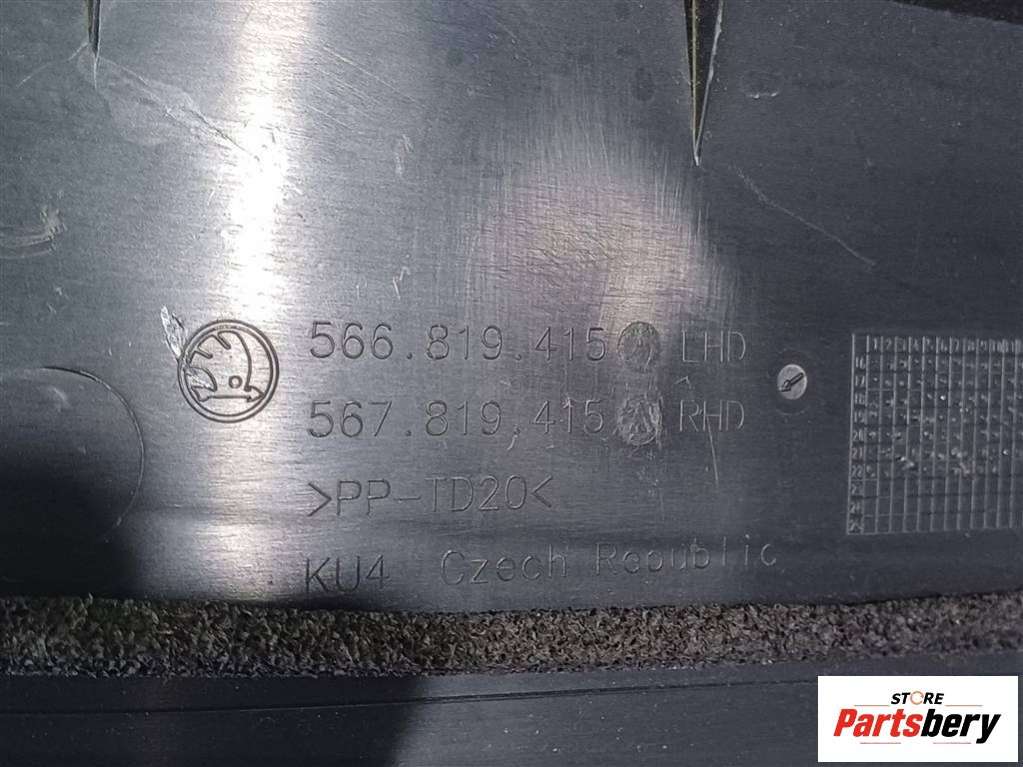 566.819.415 A LHD
567.819.415 A RHD
>PP-TD20<
KU4 Czech Republic
STORE
Partsbery